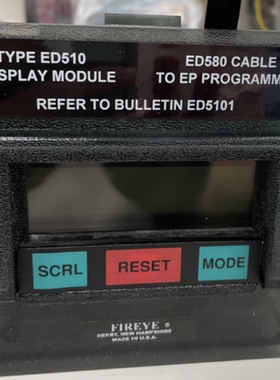 TYPE ED510
DISPLAY MODULE
ED580 CABLE
TO EP PROGRAMM
REFER TO BULLETIN ED5101
SCRL
RESET
MODE
FIREYE ®
DERRY, NEW HAMPSHIRE
MADE IN U.S.A.